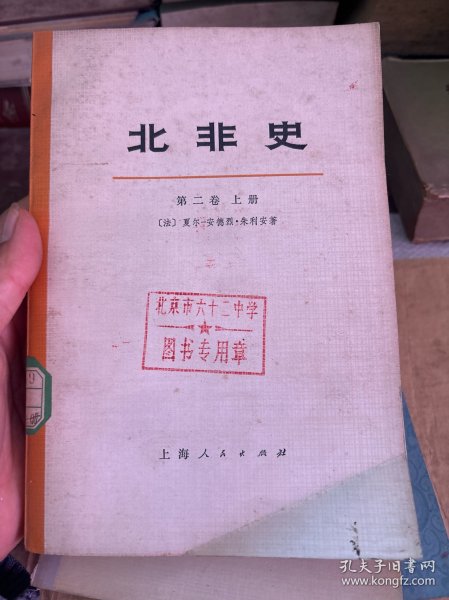 北非史
第二卷 上册
〔法〕夏尔-安德烈·朱利安著
北京市六十二中学
图书专用章
上海人民出版社
孔夫子旧书网
www.kongfz.com